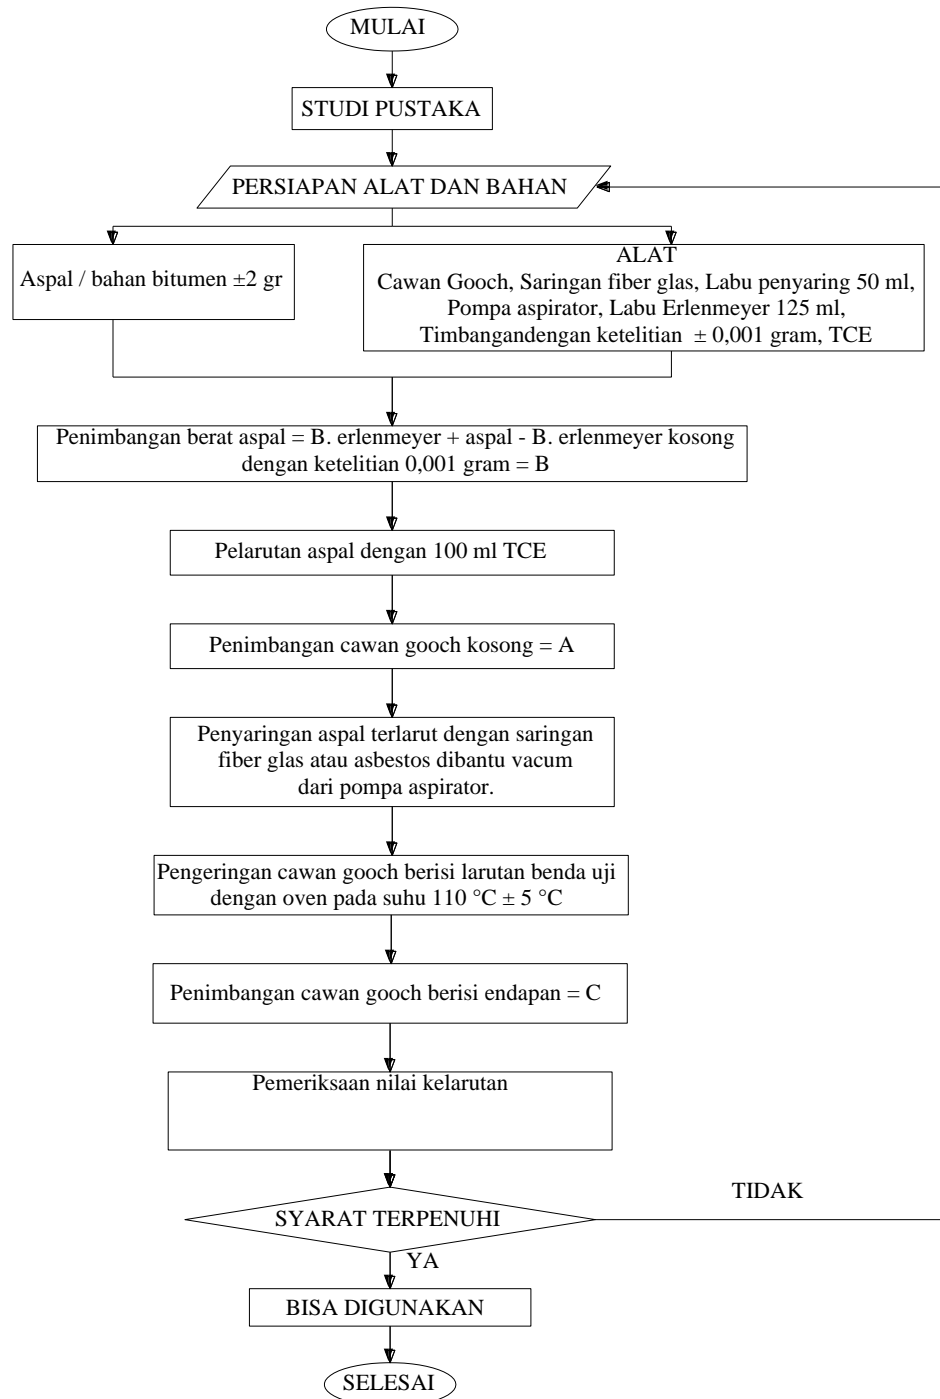 MULAI
STUDI PUSTAKA
PERSIAPAN ALAT DAN BAHAN
Aspal / bahan bitumen ±2 gr
ALAT
Cawan Gooch, Saringan fiber glas, Labu penyaring 50 ml,
Pompa aspirator, Labu Erlenmeyer 125 ml,
Timbangandengan ketelitian ± 0,001 gram, TCE
Penimbangan berat aspal = B. erlenmeyer + aspal - B. erlenmeyer kosong
dengan ketelitian 0,001 gram = B
Pelarutan aspal dengan 100 ml TCE
Penimbangan cawan gooch kosong = A
Penyaringan aspal terlarut dengan saringan
fiber glas atau asbestos dibantu vacum
dari pompa aspirator.
Pengeringan cawan gooch berisi larutan benda uji
dengan oven pada suhu 110 °C ± 5 °C
Penimbangan cawan gooch berisi endapan = C
Pemeriksaan nilai kelarutan
TIDAK
SYARAT TERPENUHI
YA
BISA DIGUNAKAN
SELESAI